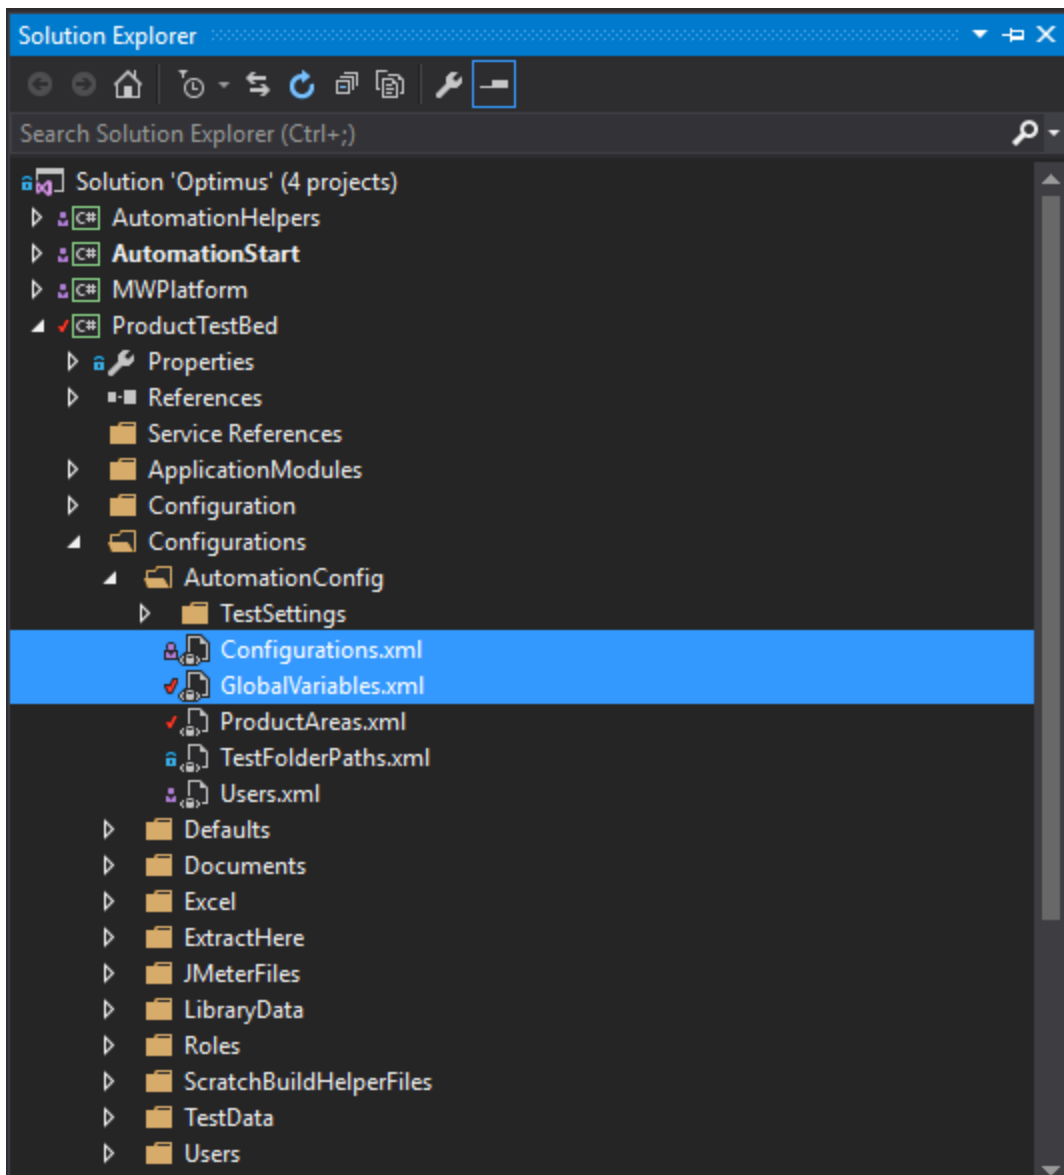 Solution Explorer
Search Solution Explorer (Ctrl+;)
Solution 'Optimus' (4 projects)
C# AutomationHelpers
C# AutomationStart
C# MWPlatform
C# ProductTestBed
Properties
References
Service References
ApplicationModules
Configuration
Configurations
AutomationConfig
TestSettings
Configurations.xml
GlobalVariables.xml
ProductAreas.xml
TestFolderPaths.xml
Users.xml
Defaults
Documents
Excel
ExtractHere
JMeterFiles
LibraryData
Roles
ScratchBuildHelperFiles
TestData
Users